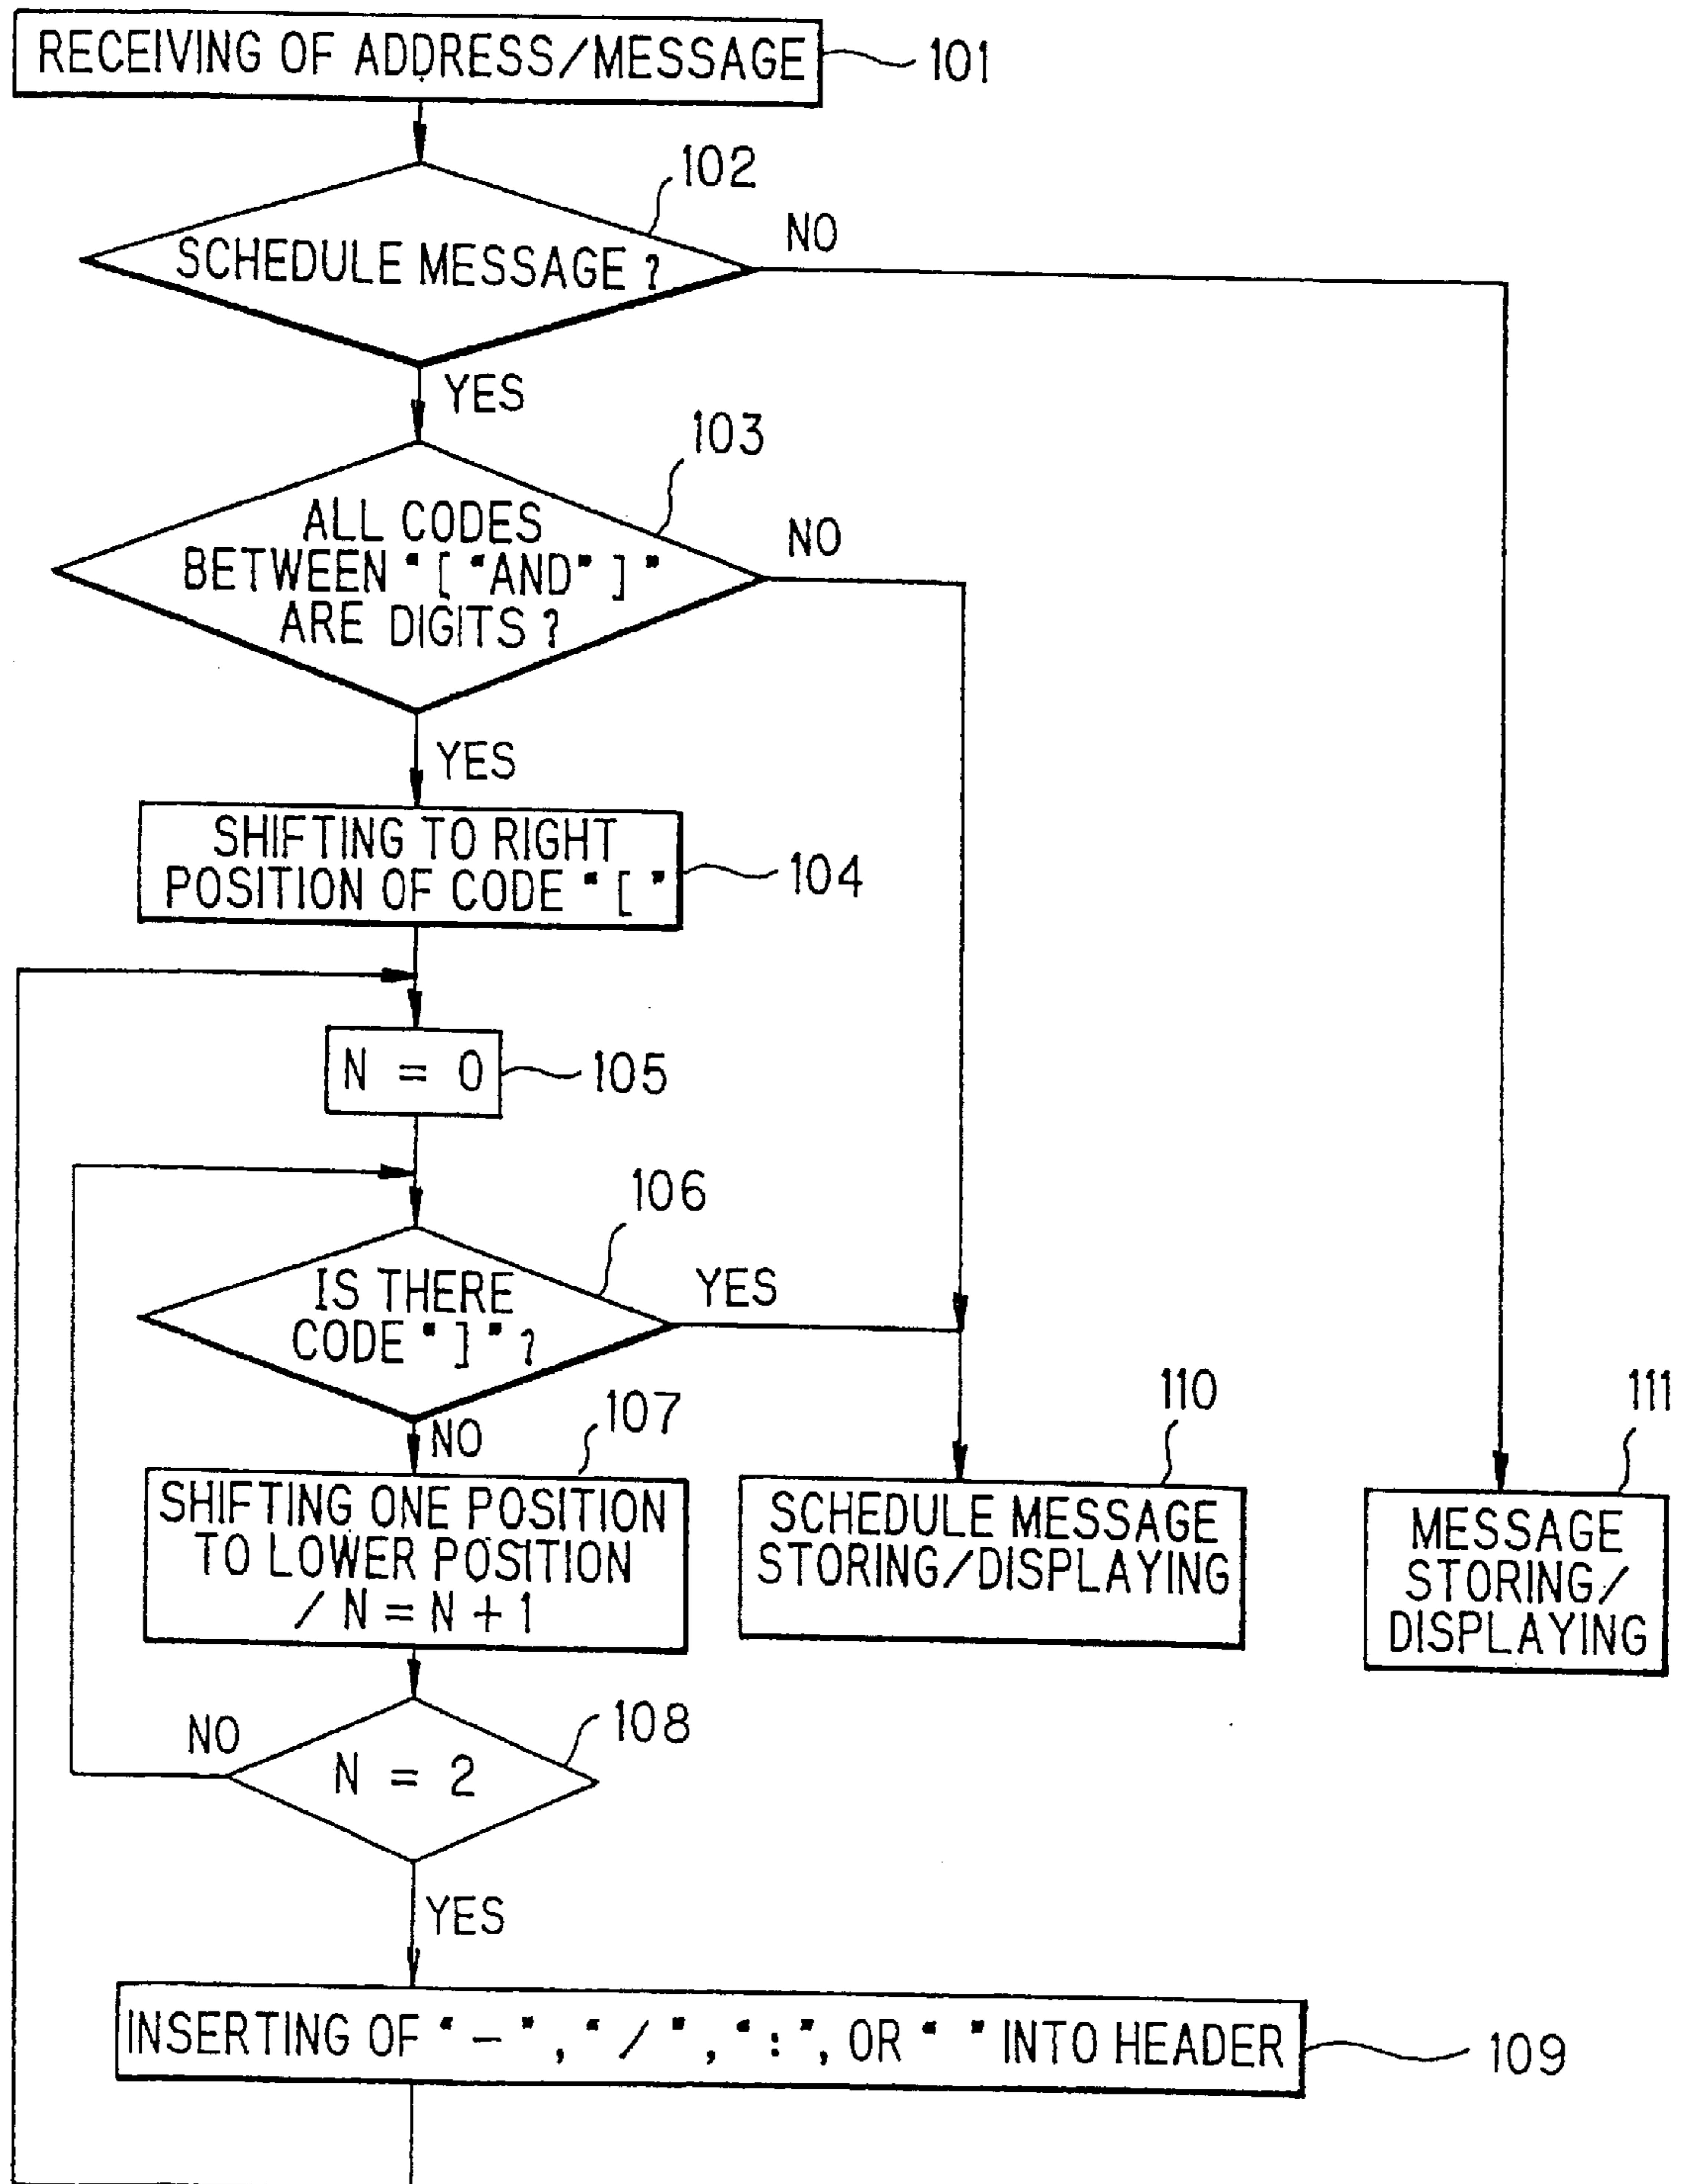 RECEIVING OF ADDRESS/MESSAGE
101
102
SCHEDULE MESSAGE ?
NO
YES
103
ALL CODES
BETWEEN "[ "AND" ] "
ARE DIGITS ?
NO
YES
SHIFTING TO RIGHT
POSITION OF CODE "[ "
104
N = 0
105
106
IS THERE
CODE " ] " ?
YES
NO
107
SHIFTING ONE POSITION
TO LOWER POSITION
/ N = N + 1
110
SCHEDULE MESSAGE
STORING/DISPLAYING
111
MESSAGE
STORING/
DISPLAYING
108
N = 2
NO
YES
INSERTING OF " – ", " / ", " : ", OR " " INTO HEADER
109